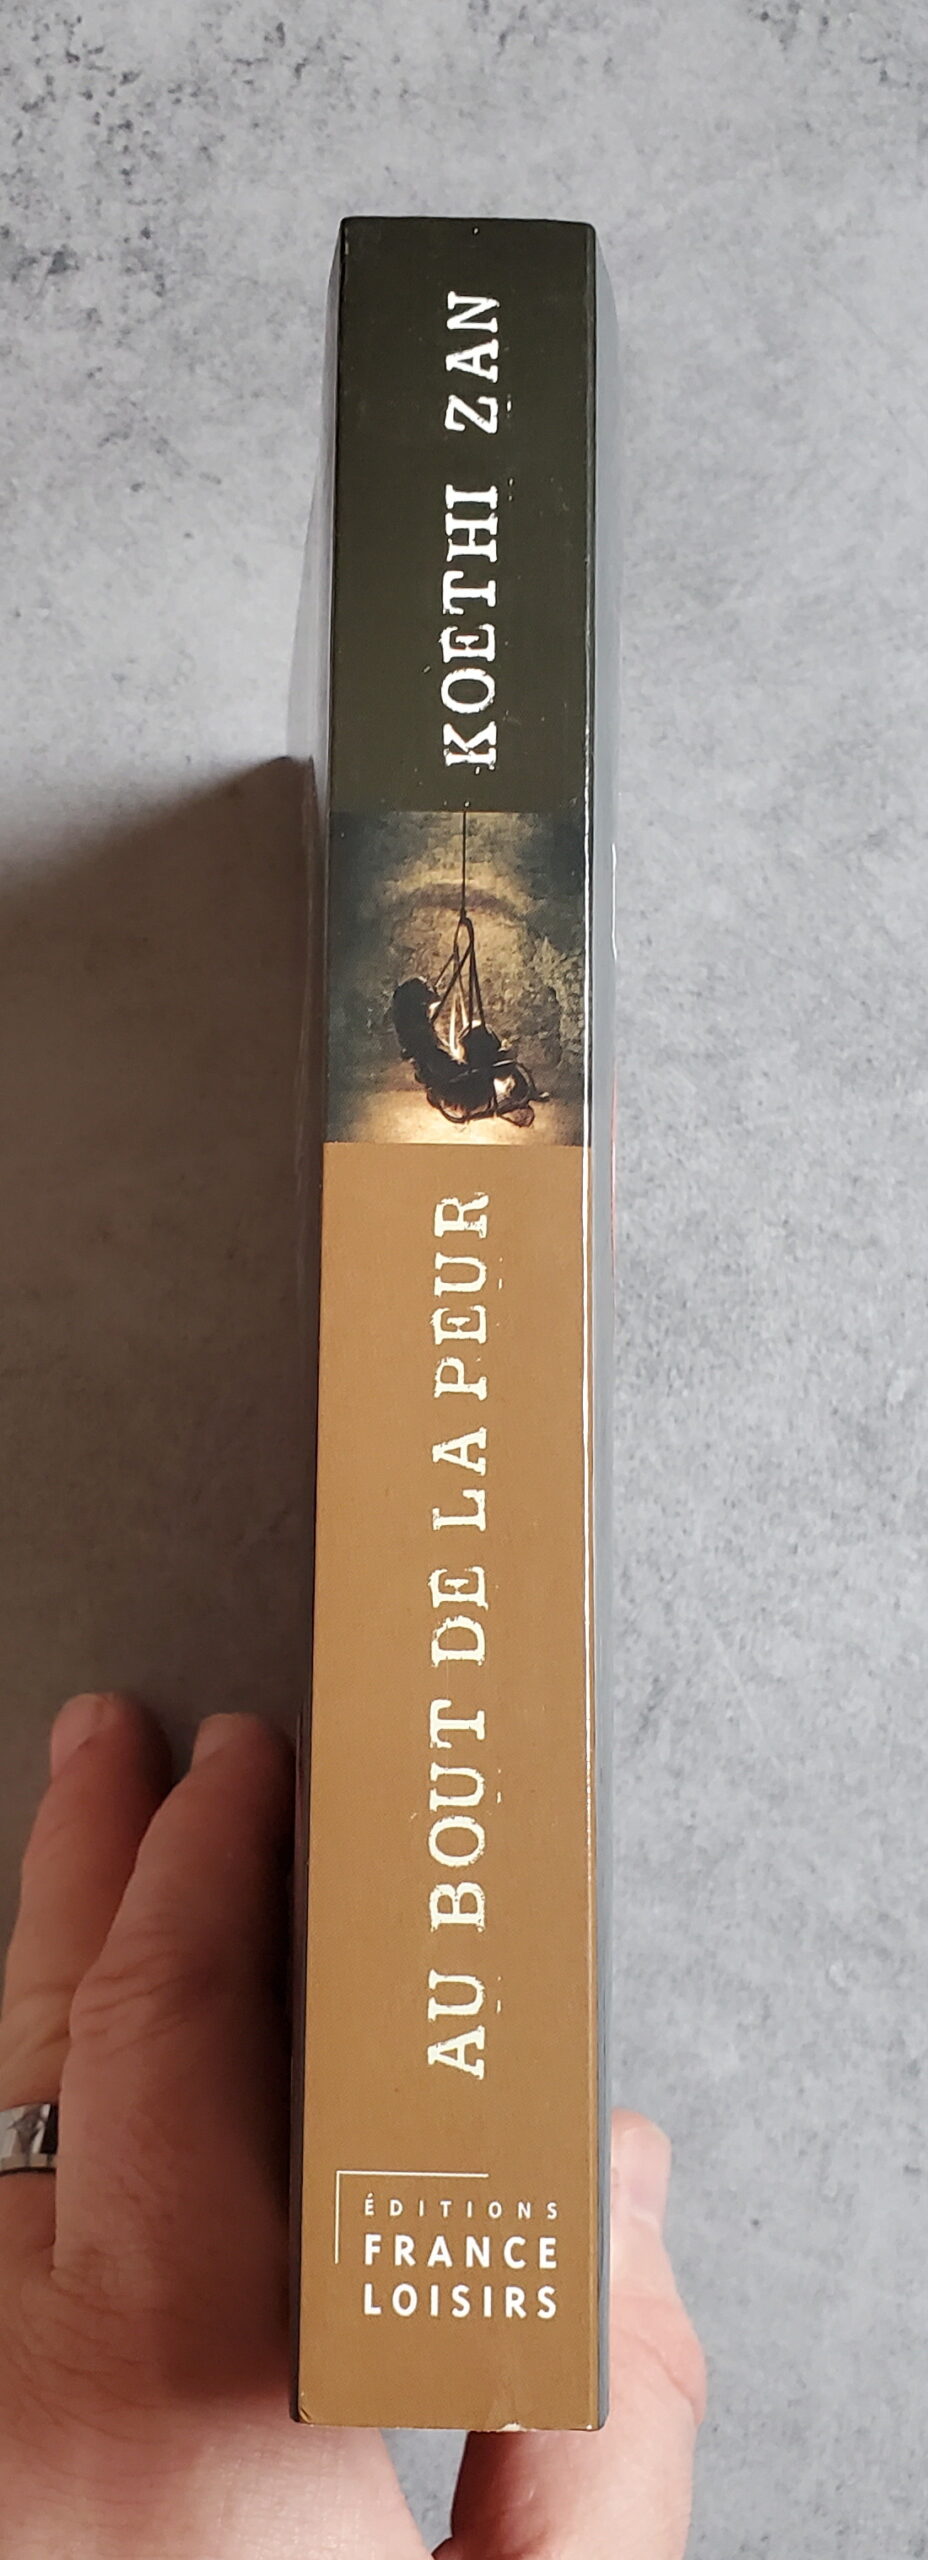 KOETHI ZAN
AU BOUT DE LA PEUR
ÉDITIONS
FRANCE
LOISIRS